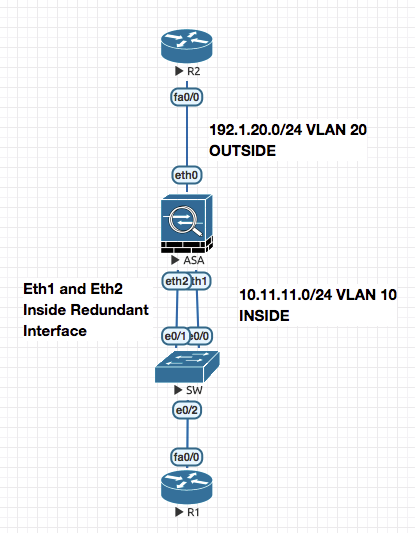 R2
fa0/0
192.1.20.0/24 VLAN 20
OUTSIDE
eth0
ASA
eth2
th1
Eth1 and Eth2
Inside Redundant
Interface
10.11.11.0/24 VLAN 10
INSIDE
e0/1
e0/0
SW
e0/2
fa0/0
R1